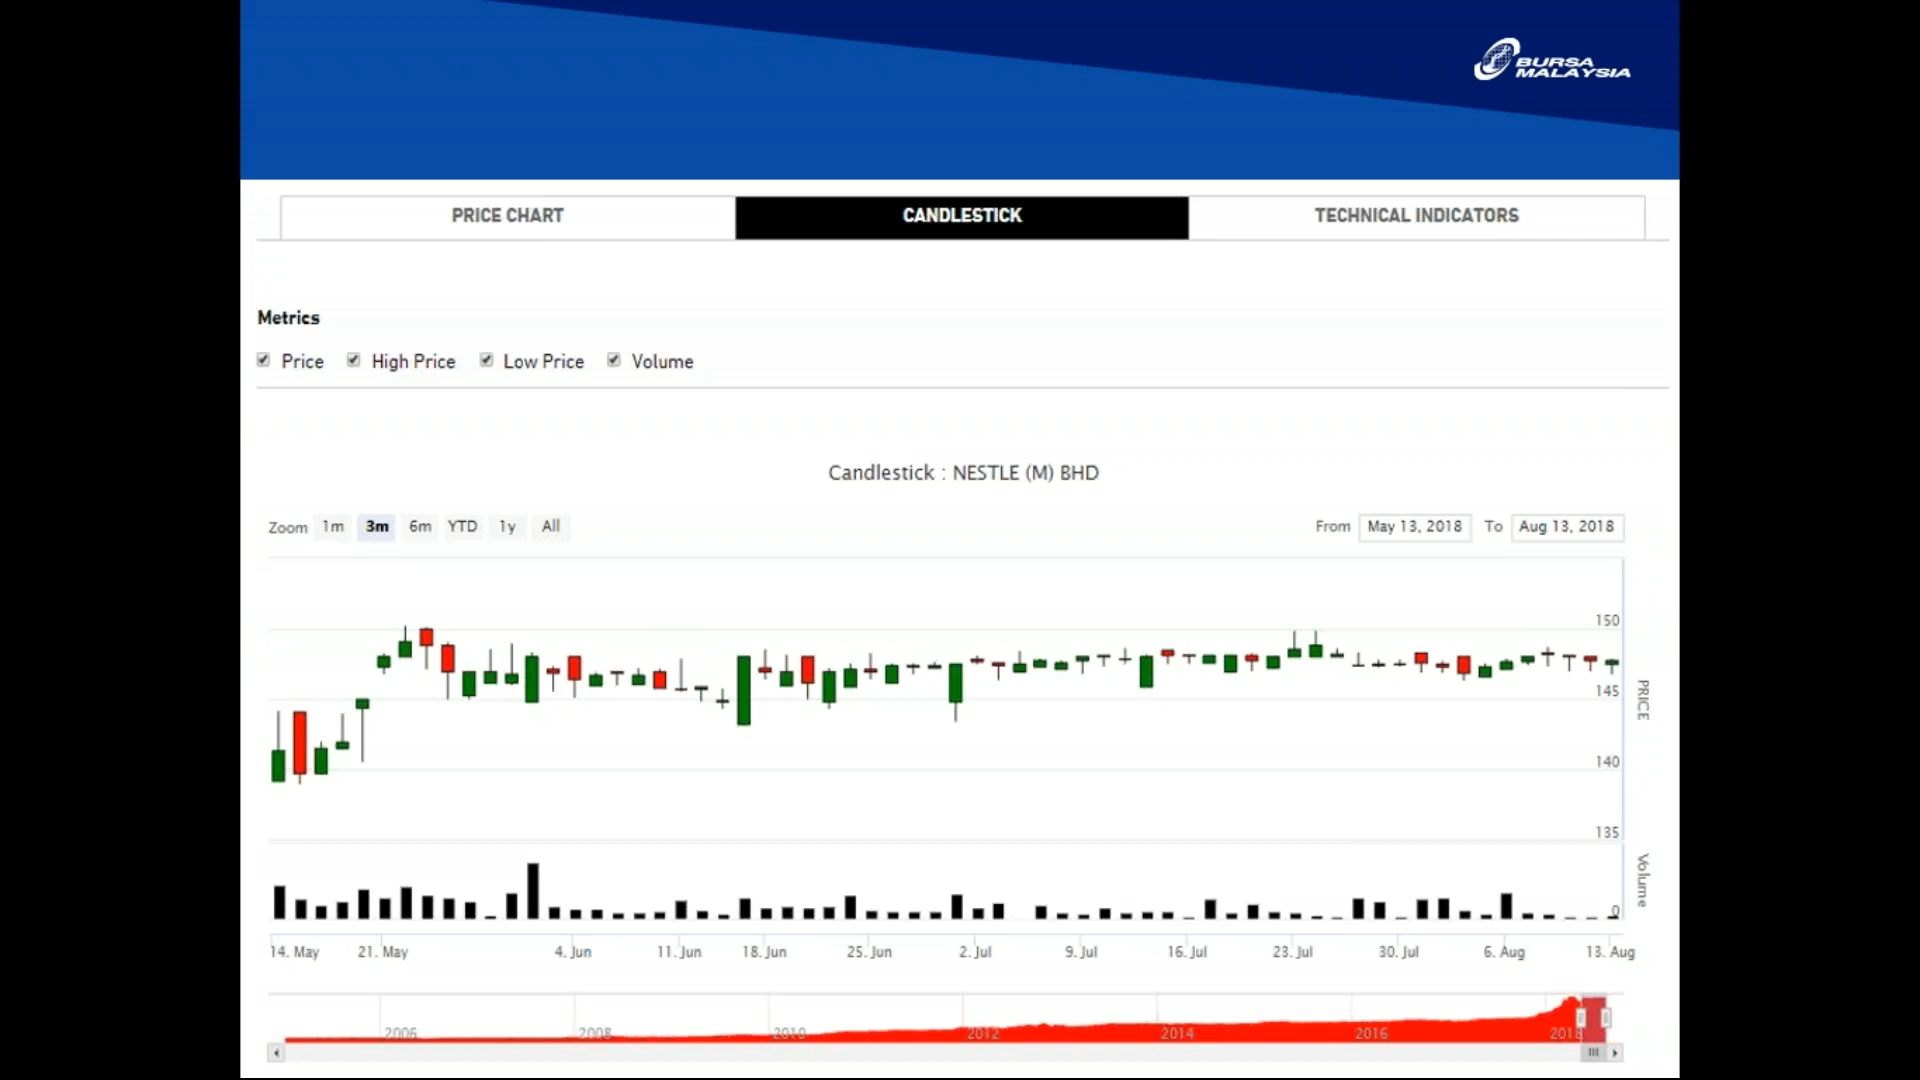 BURSA
MALAYSIA
PRICE CHART CANDLESTICK TECHNICAL INDICATORS
Metrics
Price High Price Low Price Volume
Candlestick : NESTLE (M) BHD
Zoom 1m 3m 6m YTD 1y All From May 13, 2018 To Aug 13, 2018
150
145
PRICE
140
135
Volume
0
14. May 21. May 4. Jun 11. Jun 18. Jun 25. Jun 2. Jul 9. Jul 16. Jul 23. Jul 30. Jul 6. Aug 13. Aug
2006 2008 2010 2012 2014 2016 2018